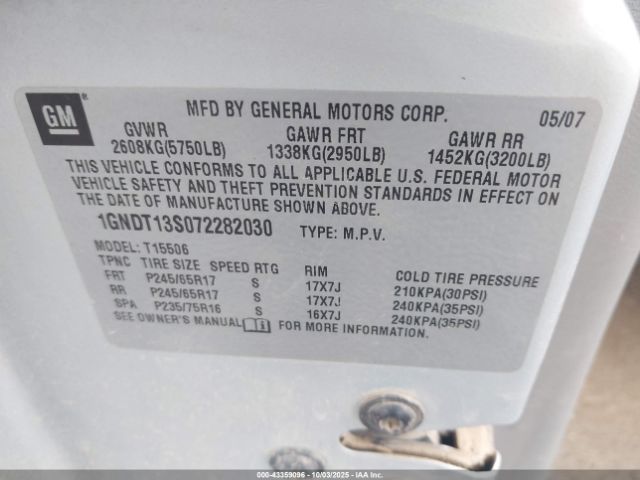 GM®
MFD BY GENERAL MOTORS CORP. 05/07
GVWR GAWR FRT GAWR RR
2608KG(5750LB) 1338KG(2950LB) 1452KG(3200LB)
THIS VEHICLE CONFORMS TO ALL APPLICABLE U.S. FEDERAL MOTOR
VEHICLE SAFETY AND THEFT PREVENTION STANDARDS IN EFFECT ON
THE DATE OF MANUFACTURE SHOWN ABOVE.
1GNDT13S072282030 TYPE: M.P.V.
MODEL: T15506
TPNC TIRE SIZE SPEED RTG RIM COLD TIRE PRESSURE
FRT P245/65R17 S 17X7J 210KPA(30PSI)
RR P245/65R17 S 17X7J 240KPA(35PSI)
SPA P235/75R16 S 16X7J 240KPA(35PSI)
SEE OWNER'S MANUAL FOR MORE INFORMATION.
000-43359096 - 10/03/2025 - IAA Inc.